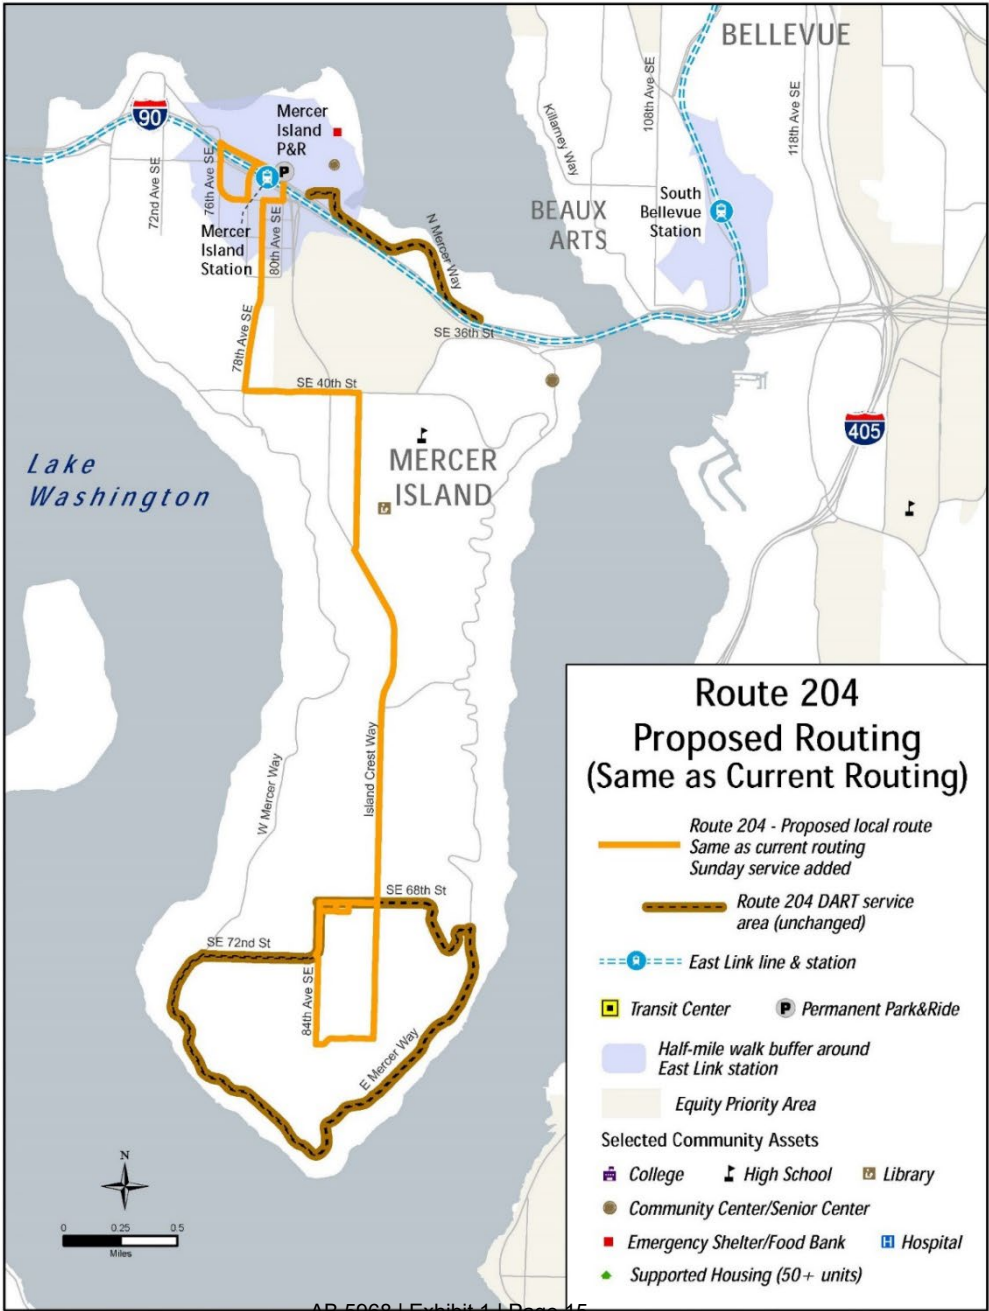 BELLEVUE
Mercer
Island
P&R
90
72nd Ave SE
76th Ave SE
80th Ave SE
Mercer
Island
Station
P
Killarney Way
108th Ave SE
118th Ave SE
South
Bellevue
Station
BEAUX
ARTS
N Mercer Way
SE 36th St
78th Ave SE
SE 40th St
405
Lake
Washington
MERCER
ISLAND
Island Crest Way
W Mercer Way
SE 68th St
SE 72nd St
84th Ave SE
E Mercer Way
N
0 0.25 0.5
Miles
Route 204
Proposed Routing
(Same as Current Routing)
Route 204 - Proposed local route
Same as current routing
Sunday service added
Route 204 DART service
area (unchanged)
East Link line & station
Transit Center
P Permanent Park&Ride
Half-mile walk buffer around
East Link station
Equity Priority Area
Selected Community Assets
College
High School
Library
Community Center/Senior Center
Emergency Shelter/Food Bank
H Hospital
Supported Housing (50+ units)
AB 5968 | Exhibit 1 | Page 15